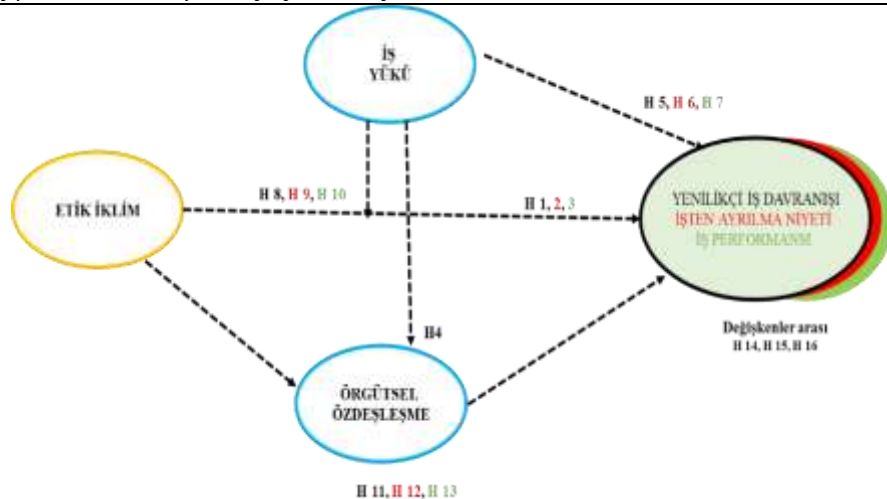 İŞ
YÜKÜ
H 5, H 6, H 7
ETİK İKLİM
H 8, H 9, H 10
H 1, 2, 3
YENİLİKÇİ İŞ DAVRANIŞI
İŞTEN AYRILMA NİYETİ
İŞ PERFORMANM
Değişkenler arası
H 14, H 15, H 16
H4
ÖRGÜTSEL
ÖZDEŞLEŞME
H 11, H 12, H 13